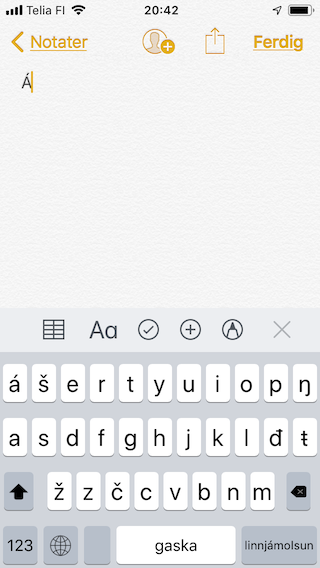 Telia FI 20:42
Notater Ferdig
Á
Aa
á š e r t y u i o p ŋ
a s d f g h j k l đ ŧ
ž z č c v b n m
123 gaska linnjámolsun